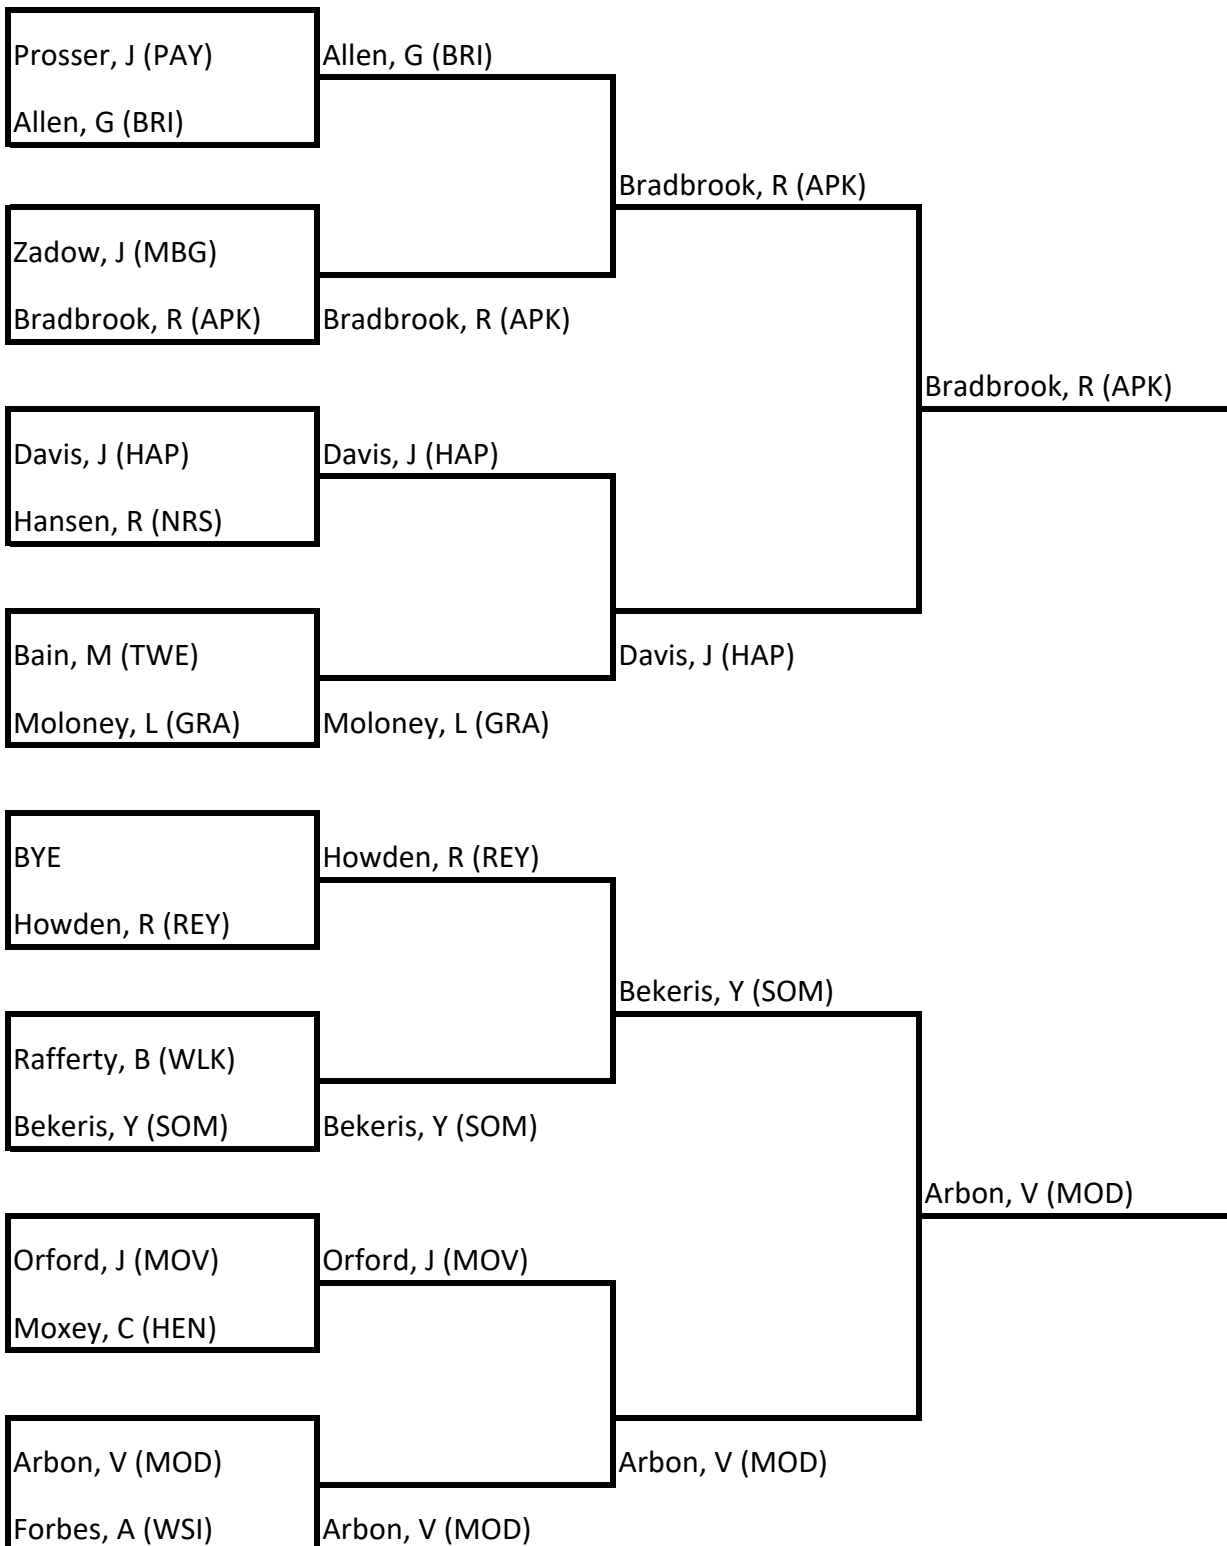 Prosser, J (PAY)
Allen, G (BRI)
Allen, G (BRI)
Bradbrook, R (APK)
Zadow, J (MBG)
Bradbrook, R (APK)
Bradbrook, R (APK)
Bradbrook, R (APK)
Davis, J (HAP)
Davis, J (HAP)
Hansen, R (NRS)
Bain, M (TWE)
Davis, J (HAP)
Moloney, L (GRA)
Moloney, L (GRA)
BYE
Howden, R (REY)
Howden, R (REY)
Bekeris, Y (SOM)
Rafferty, B (WLK)
Bekeris, Y (SOM)
Bekeris, Y (SOM)
Arbon, V (MOD)
Orford, J (MOV)
Orford, J (MOV)
Moxey, C (HEN)
Arbon, V (MOD)
Arbon, V (MOD)
Forbes, A (WSI)
Arbon, V (MOD)